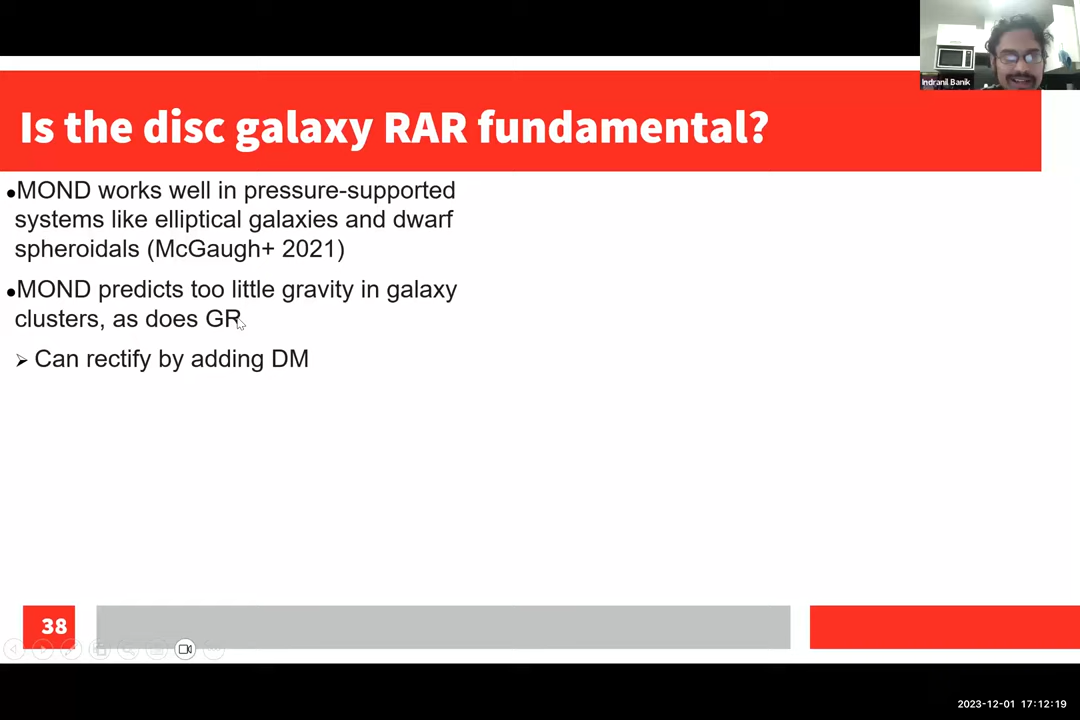 Indranil Banik
Is the disc galaxy RAR fundamental?
●MOND works well in pressure-supported
systems like elliptical galaxies and dwarf
spheroidals (McGaugh+ 2021)
●MOND predicts too little gravity in galaxy
clusters, as does GR
➢ Can rectify by adding DM
38
2023-12-01 17:12:19